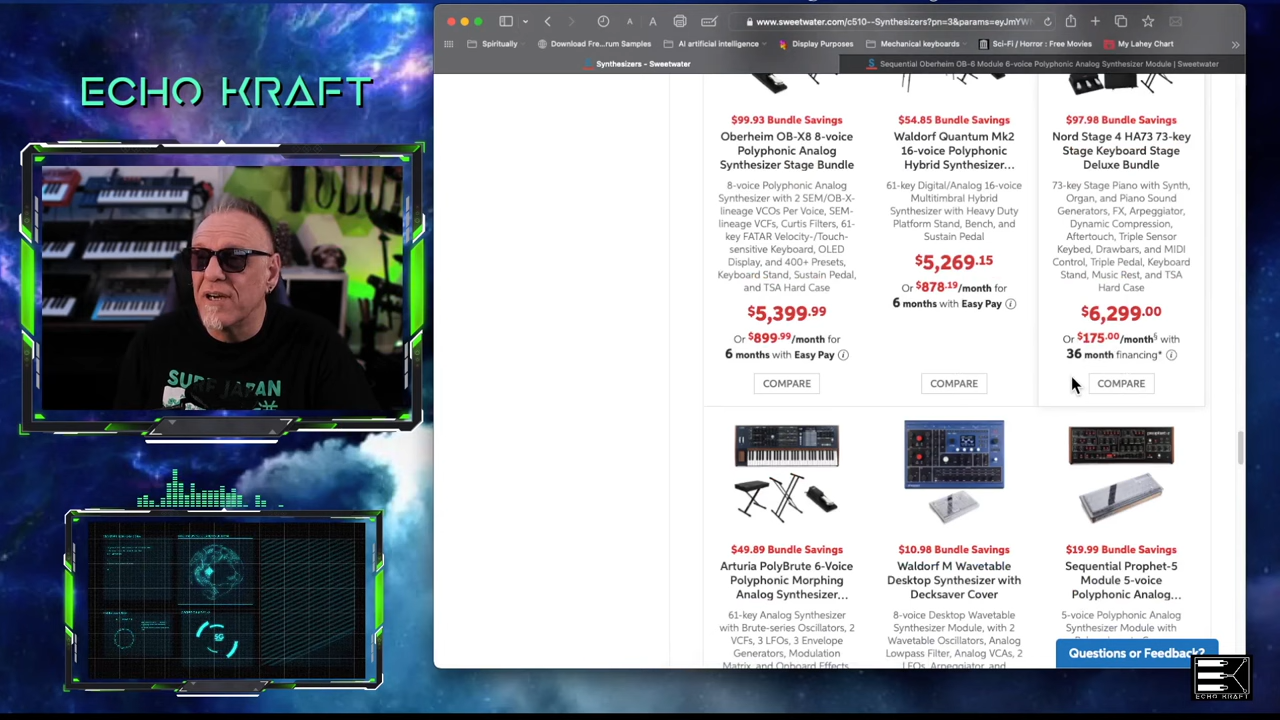 www.sweetwater.com/c510--Synthesizers?pn=3&params=eyJmYW
Spiritually
Download Fre...rum Samples
AI artificial intelligence
Display Purposes
Mechanical keyboards
Sci-Fi / Horror : Free Movies
My Lahey Chart
Synthesizers – Sweetwater
Sequential Oberheim OB-6 Module 6-voice Polyphonic Analog Synthesizer Module | Sweetwater
ECHO KRAFT
SURF JAPAN
$99.93 Bundle Savings
Oberheim OB-X8 8-voice
Polyphonic Analog
Synthesizer Stage Bundle
8-voice Polyphonic Analog
Synthesizer with 2 SEM/OB-X-
lineage VCOs Per Voice, SEM-
lineage VCFs, Curtis Filters, 61-
key FATAR Velocity-/Touch-
sensitive Keyboard, OLED
Display, and 400+ Presets,
Keyboard Stand, Sustain Pedal,
and TSA Hard Case
$5,399.99
Or $899.99/month for
6 months with Easy Pay
COMPARE
$54.85 Bundle Savings
Waldorf Quantum Mk2
16-voice Polyphonic
Hybrid Synthesizer...
61-key Digital/Analog 16-voice
Multitimbral Hybrid
Synthesizer with Heavy Duty
Platform Stand, Bench, and
Sustain Pedal
$5,269.15
Or $878.19/month for
6 months with Easy Pay
COMPARE
$97.98 Bundle Savings
Nord Stage 4 HA73 73-key
Stage Keyboard Stage
Deluxe Bundle
73-key Stage Piano with Synth,
Organ, and Piano Sound
Generators, FX, Arpeggiator,
Dynamic Compression,
Aftertouch, Triple Sensor
Keybed, Drawbars, and MIDI
Control, Triple Pedal, Keyboard
Stand, Music Rest, and TSA
Hard Case
$6,299.00
Or $175.00/month§ with
36 month financing*
COMPARE
$49.89 Bundle Savings
Arturia PolyBrute 6-Voice
Polyphonic Morphing
Analog Synthesizer...
61-key Analog Synthesizer
with Brute-series Oscillators, 2
VCFs, 3 LFOs, 3 Envelope
Generators, Modulation
Matrix, and Onboard Effects
$10.98 Bundle Savings
Waldorf M Wavetable
Desktop Synthesizer with
Decksaver Cover
8-voice Desktop Wavetable
Synthesizer Module, with 2
Wavetable Oscillators, Analog
Lowpass Filter, Analog VCAs, 2
LFOs, Arpeggiator, and
$19.99 Bundle Savings
Sequential Prophet-5
Module 5-voice
Polyphonic Analog...
5-voice Polyphonic Analog
Synthesizer Module with
Questions or Feedback?
ECHO KRAFT